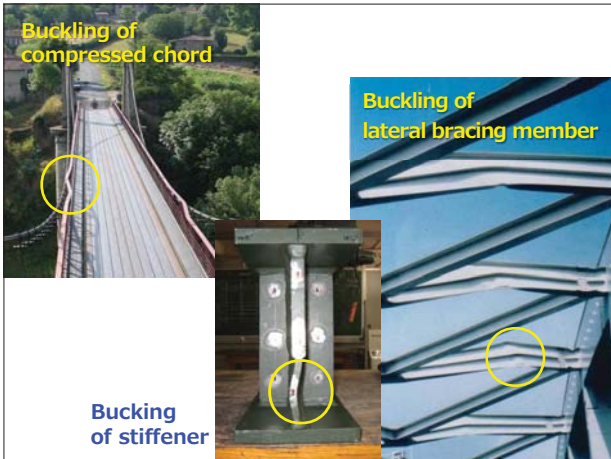 Buckling of
compressed chord
Buckling of
lateral bracing member
Bucking
of stiffener